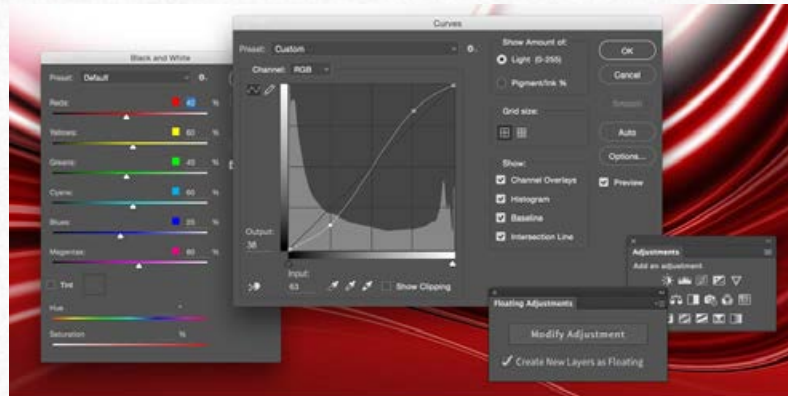 Curves
Preset: Custom
Channel: RGB
Output:
38
Input:
63
Show Clipping
Show Amount of:
Light (0-255)
Pigment/Ink %
Grid size:
Show:
Channel Overlays
Histogram
Baseline
Intersection Line
OK
Cancel
Smooth
Auto
Options...
Preview
Black and White
Preset: Default
Reds: 40 %
Yellows: 60 %
Greens: 40 %
Cyans: 60 %
Blues: %
Magentas: 80 %
Tint
Hue °
Saturation %
Adjustments
Add an adjustment
Floating Adjustments
Modify Adjustment
Create New Layers as Floating